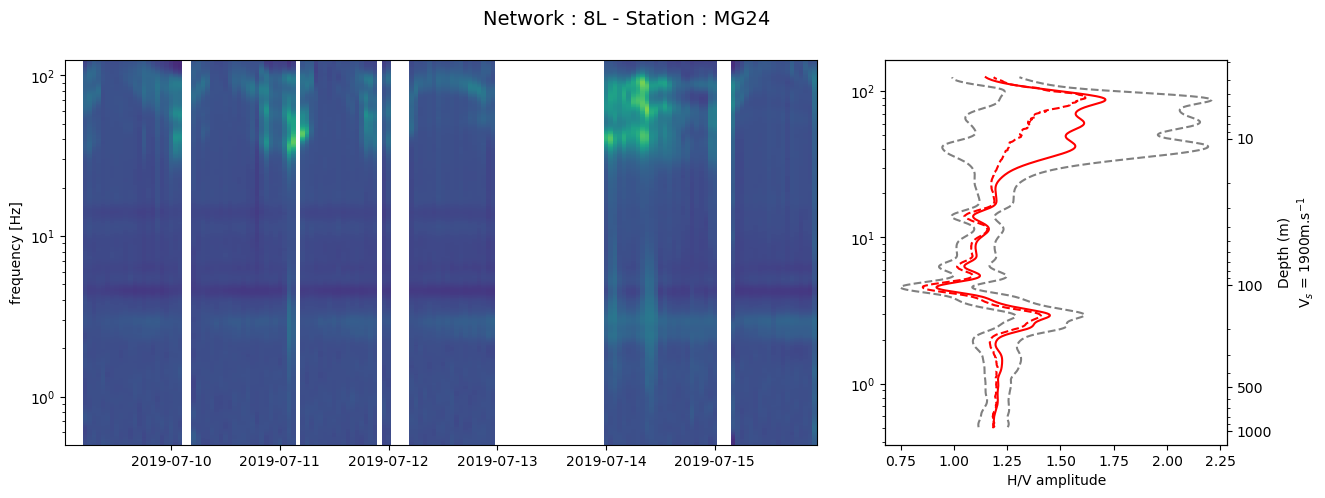 Network : 8L - Station : MG24
frequency [Hz]
10²
10¹
10⁰
2019-07-10 2019-07-11 2019-07-12 2019-07-13 2019-07-14 2019-07-15
10²
10¹
10⁰
0.75 1.00 1.25 1.50 1.75 2.00 2.25
H/V amplitude
10
100
500
1000
Depth (m)
Vₛ = 1900m.s⁻¹